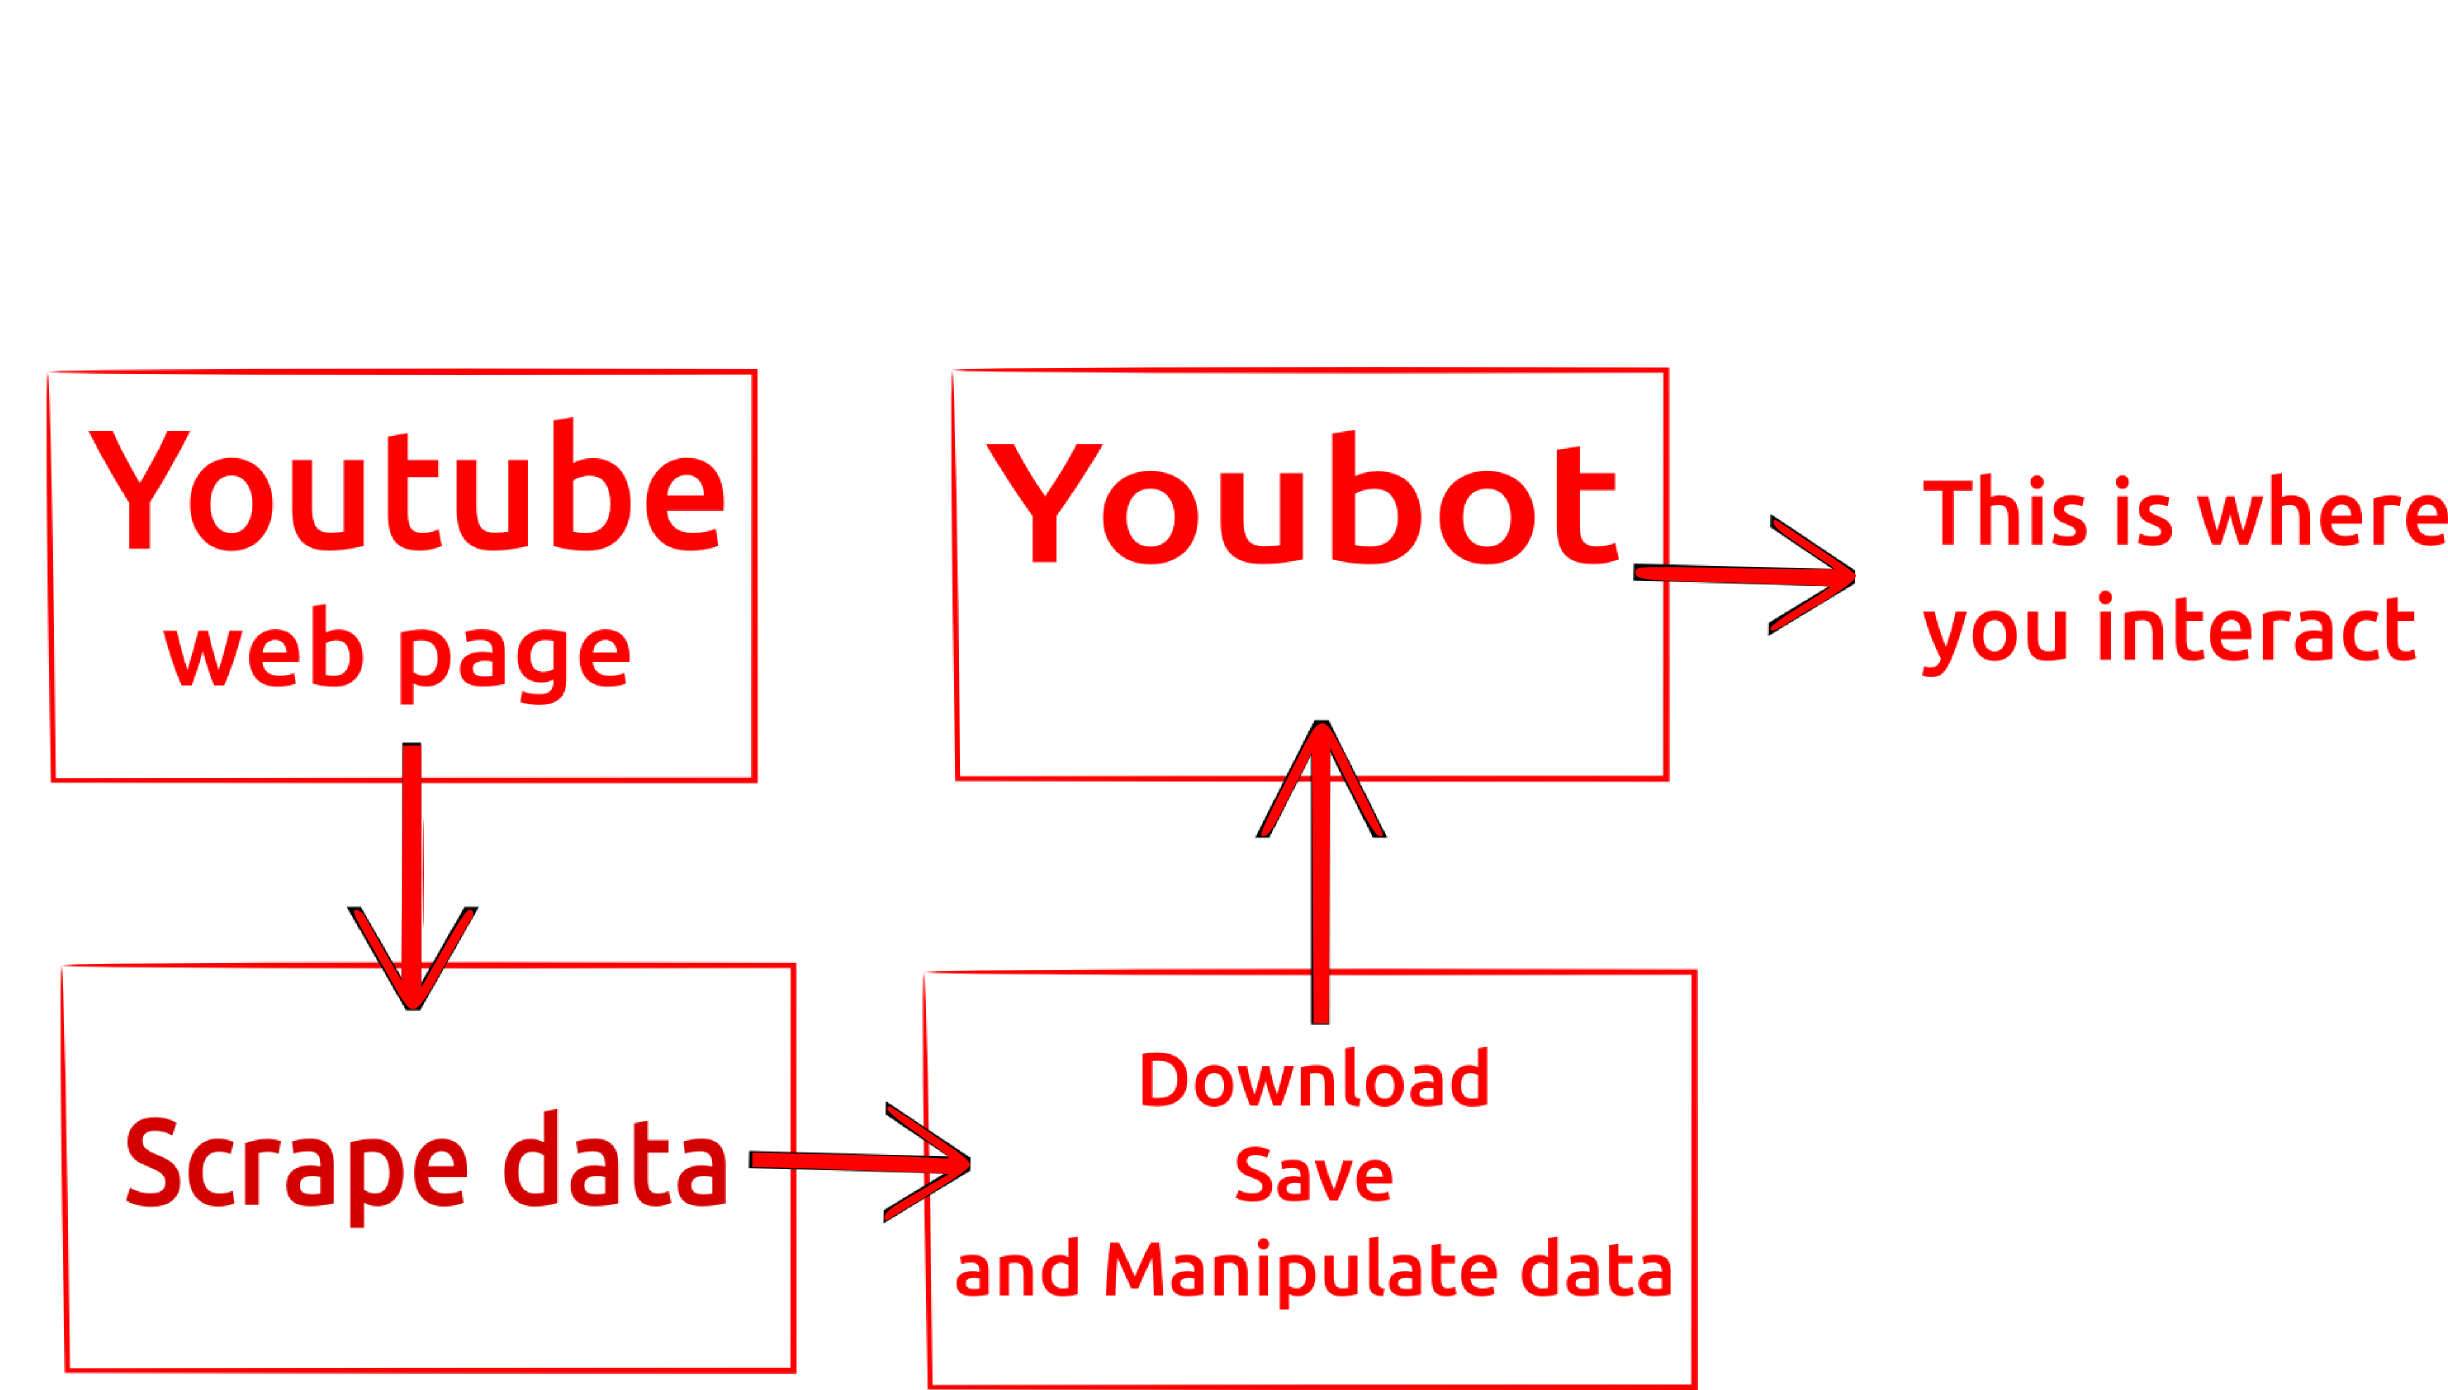 Youtube
web page
Youbot
This is where
you interact
Scrape data
Download
Save
and Manipulate data